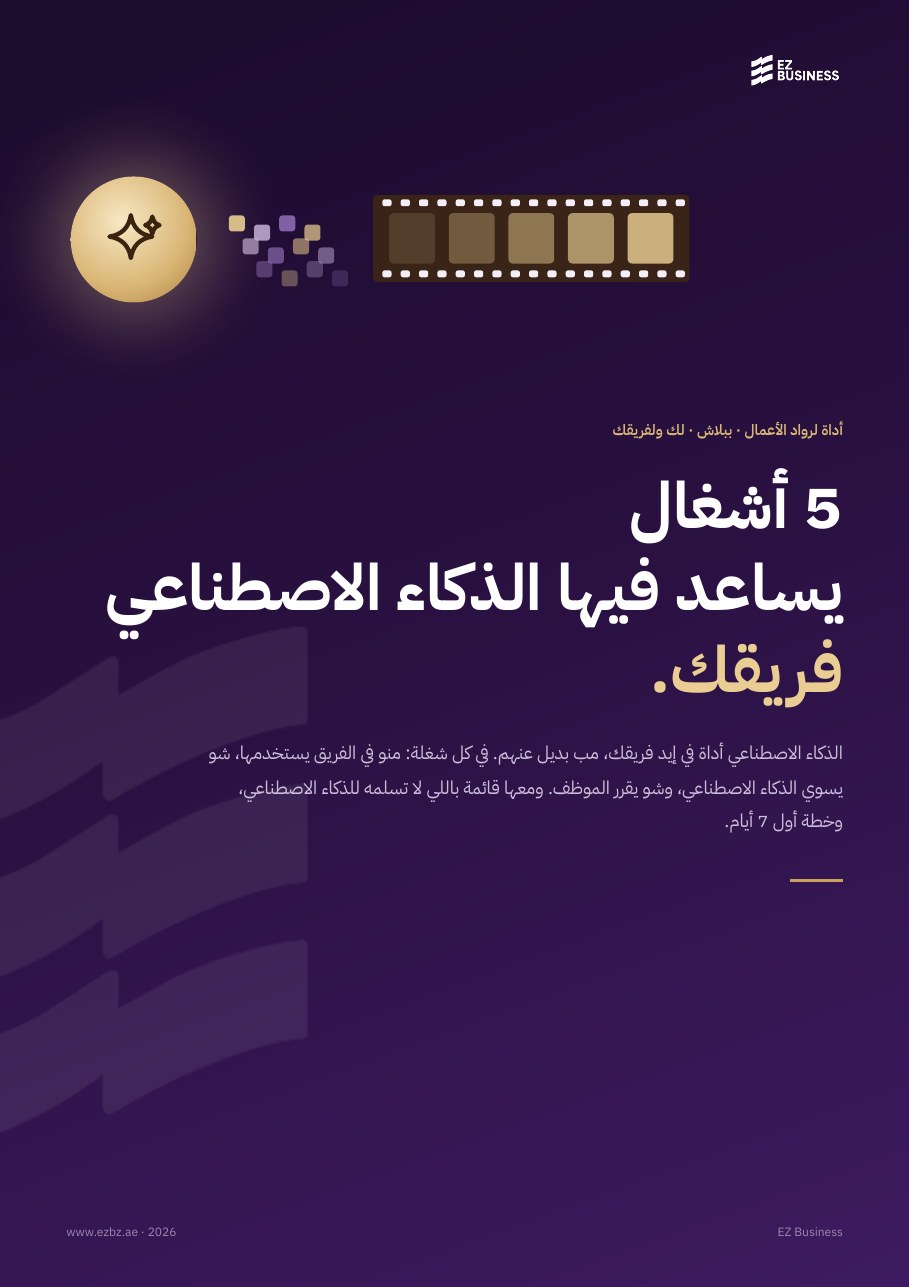 EZ
BUSINESS
أداة لرواد الأعمال · ببلاش · لك ولفريقك
5 أشغال
يساعد فيها الذكاء الاصطناعي
فريقك.
الذكاء الاصطناعي أداة في إيد فريقك، مب بديل عنهم. في كل شغلة: منو في الفريق يستخدمها، شو
يسوي الذكاء الاصطناعي، وشو يقرر الموظف. ومعها قائمة باللي لا تسلمه للذكاء الاصطناعي،
وخطة أول 7 أيام.
EZ Business
www.ezbz.ae · 2026